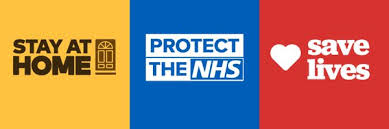 STAY AT
HOME
PROTECT
THE NHS
save
lives